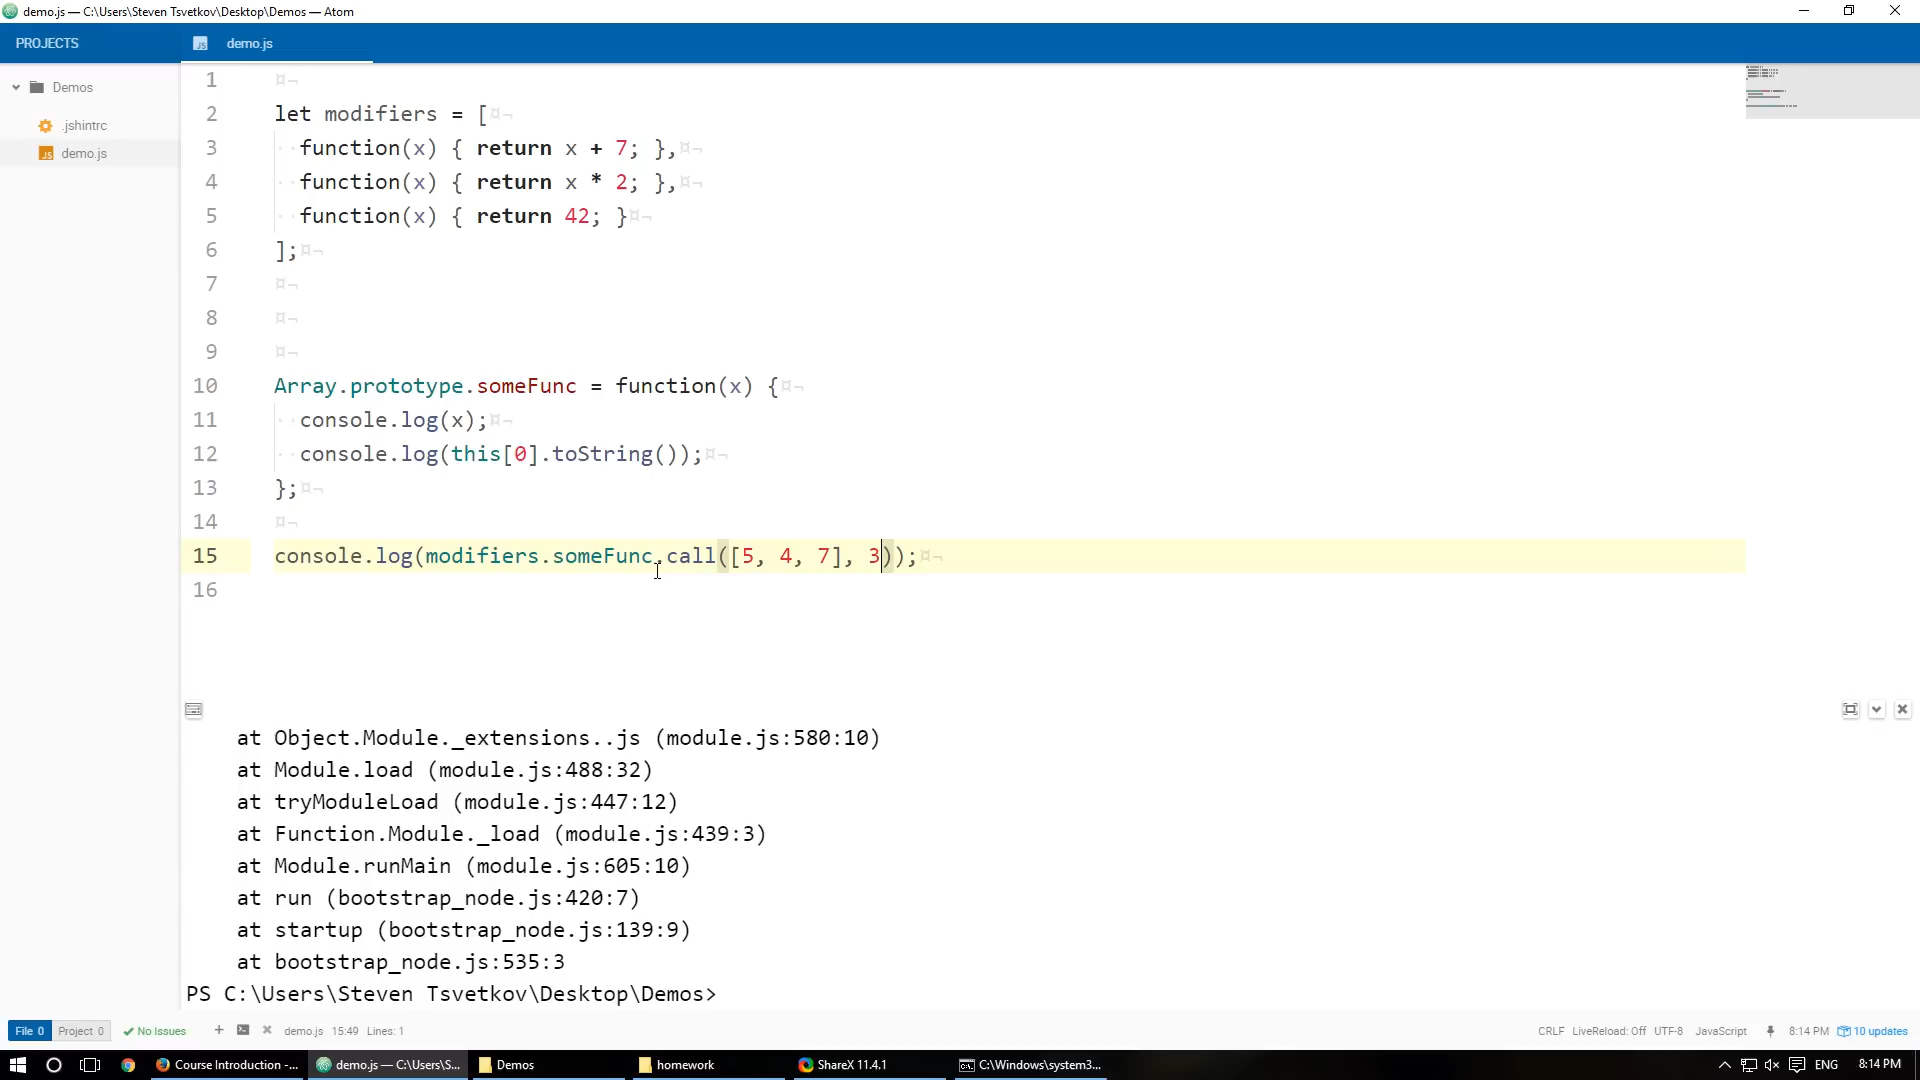 demo.js — C:\Users\Steven Tsvetkov\Desktop\Demos — Atom
PROJECTS
demo.js
Demos
.jshintrc
demo.js
1 ¤¬
2 let modifiers = [¤¬
3 ··function(x) { return x + 7; },¤¬
4 ··function(x) { return x * 2; },¤¬
5 ··function(x) { return 42; }¤¬
6 ];¤¬
7 ¤¬
8 ¤¬
9 ¤¬
10 Array.prototype.someFunc = function(x) {¤¬
11 ··console.log(x);¤¬
12 ··console.log(this[0].toString());¤¬
13 };¤¬
14 ¤¬
15 console.log(modifiers.someFunc.call([5, 4, 7], 3));¤¬
16
at Object.Module._extensions..js (module.js:580:10)
at Module.load (module.js:488:32)
at tryModuleLoad (module.js:447:12)
at Function.Module._load (module.js:439:3)
at Module.runMain (module.js:605:10)
at run (bootstrap_node.js:420:7)
at startup (bootstrap_node.js:139:9)
at bootstrap_node.js:535:3
PS C:\Users\Steven Tsvetkov\Desktop\Demos>
File 0 Project 0 No Issues demo.js 15:49 Lines: 1 CRLF LiveReload: Off UTF-8 JavaScript 8:14 PM 10 updates
Course Introduction -... demo.js — C:\Users\S... Demos homework ShareX 11.4.1 C:\Windows\system3... ENG 8:14 PM